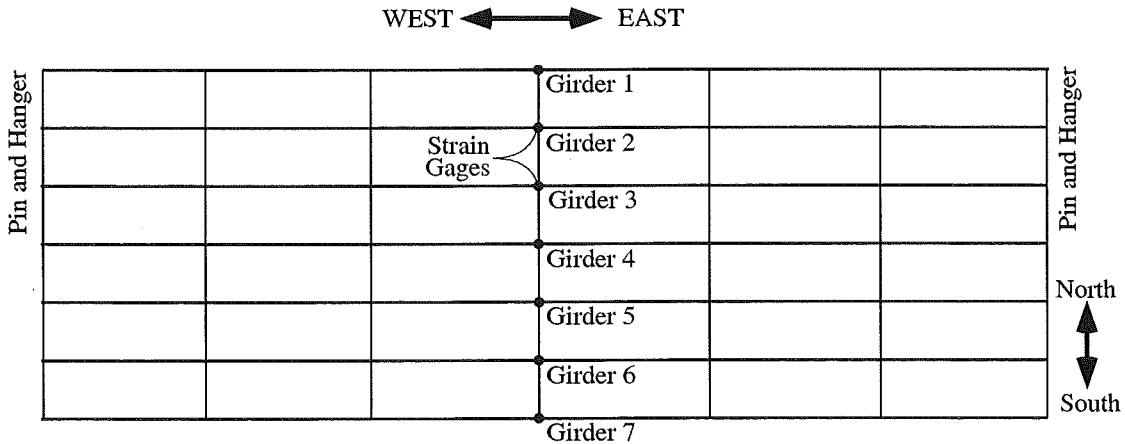 WEST
EAST
Pin and Hanger
Girder 1
Girder 2
Strain
Gages
Girder 3
Girder 4
Girder 5
Girder 6
Girder 7
Pin and Hanger
North
South